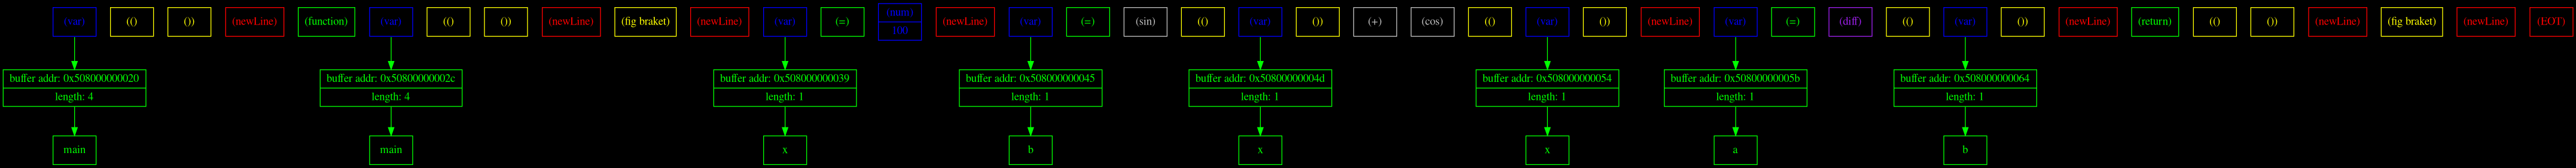 (var) (() ()) (newLine) (function) (var) (() ()) (newLine) (fig braket) (newLine) (var) (=) (num) (newLine) (var) (=) (sin) (() (var) ()) (+) (cos) (() (var) ()) (newLine) (var) (=) (diff) (() (var) ()) (newLine) (return) (() ()) (newLine) (fig braket) (newLine) (EOT)
100
buffer addr: 0x508000000020 buffer addr: 0x50800000002c buffer addr: 0x508000000039 buffer addr: 0x508000000045 buffer addr: 0x50800000004d buffer addr: 0x508000000054 buffer addr: 0x50800000005b buffer addr: 0x508000000064
length: 4 length: 4 length: 1 length: 1 length: 1 length: 1 length: 1 length: 1
main main x b x x a b